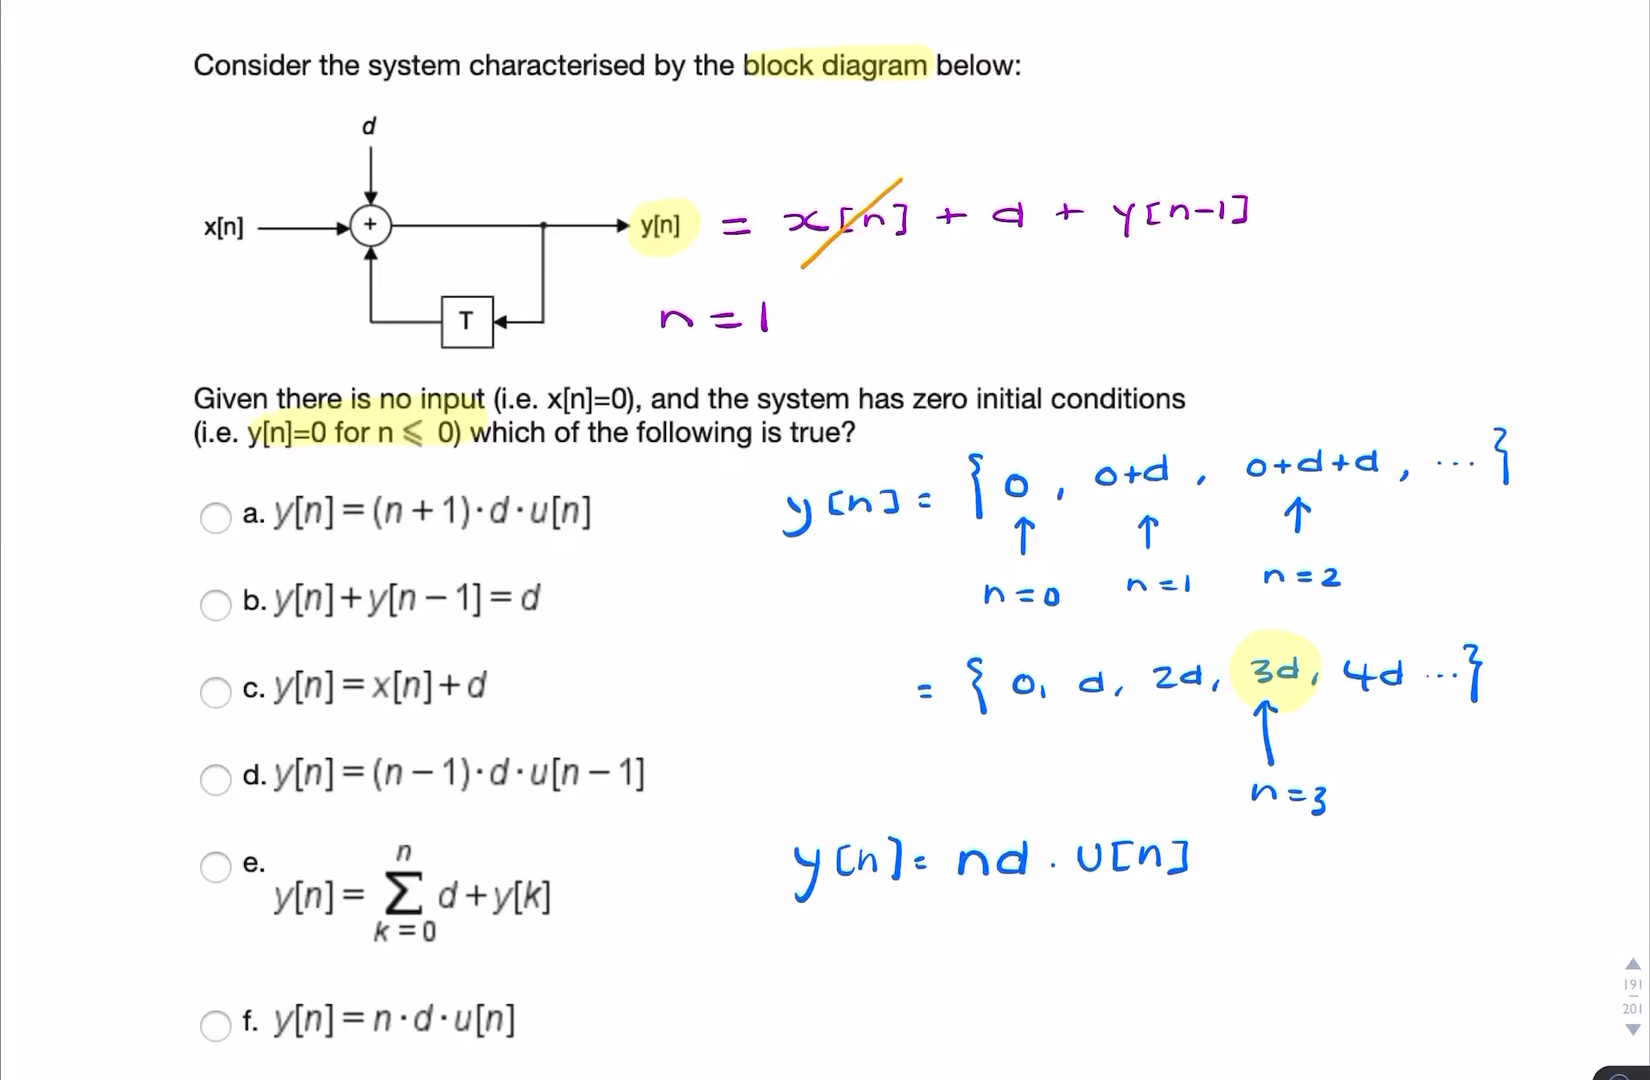 Consider the system characterised by the block diagram below:
d
x[n]
+
y[n] = x[n] + d + y[n-1]
T
n = 1
Given there is no input (i.e. x[n]=0), and the system has zero initial conditions
(i.e. y[n]=0 for n ⩽ 0) which of the following is true?
y[n] = { 0 , 0+d , 0+d+d , ... }
↑ ↑ ↑
n=0 n=1 n=2
= { 0, d, 2d, 3d, 4d ... }
↑
n=3
y[n]= nd . u[n]
a. y[n]=(n+1)·d·u[n]
b. y[n]+y[n−1]=d
c. y[n]=x[n]+d
d. y[n]=(n−1)·d·u[n−1]
e.
n
y[n]= ∑ d+y[k]
k=0
f. y[n]=n·d·u[n]
191
201